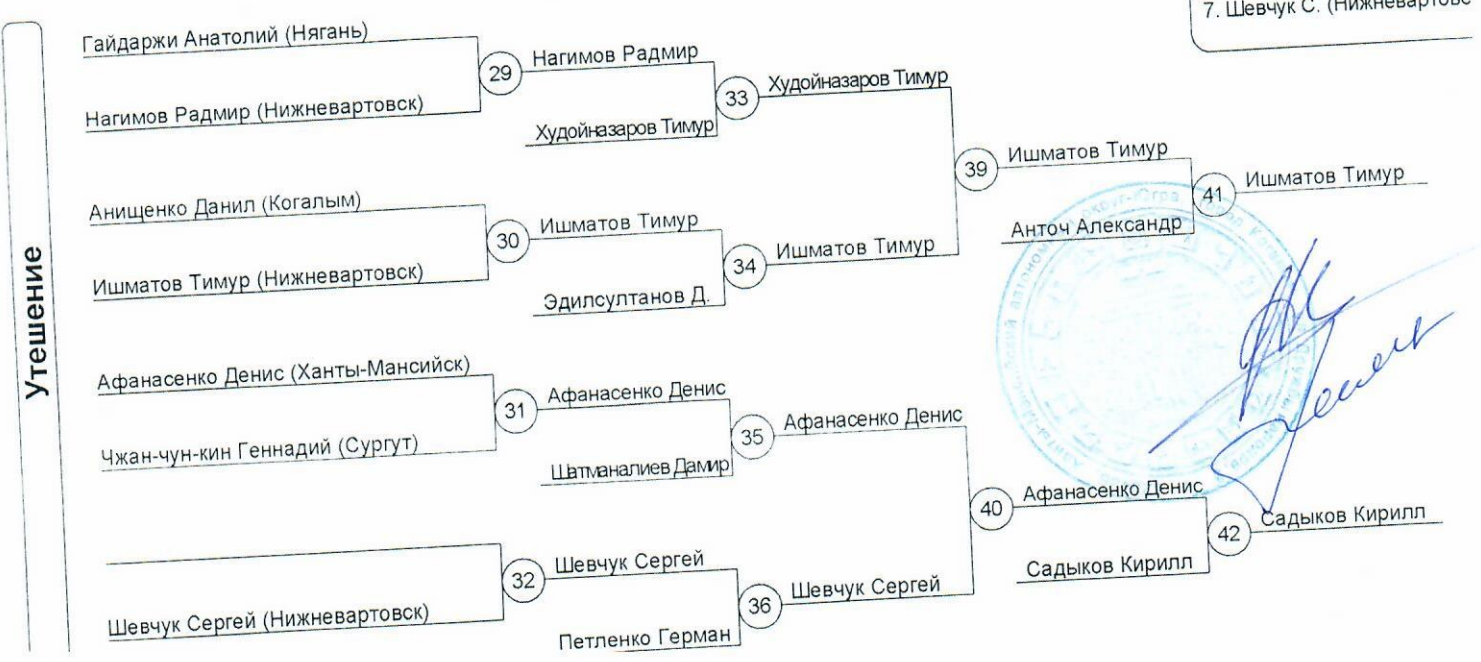 7. Шевчук С. (Нижневартовс
Утешение
Гайдаржи Анатолий (Нягань)
29
Нагимов Радмир
Нагимов Радмир (Нижневартовск)
33
Худойназаров Тимур
Худойназаров Тимур
39
Ишматов Тимур
41
Ишматов Тимур
Анищенко Данил (Когалым)
30
Ишматов Тимур
Ишматов Тимур (Нижневартовск)
34
Ишматов Тимур
Эдилсултанов Д.
Анточ Александр
Афанасенко Денис (Ханты-Мансийск)
31
Афанасенко Денис
Чжан-чун-кин Геннадий (Сургут)
35
Афанасенко Денис
Шатманалиев Дамир
40
Афанасенко Денис
42
Садыков Кирилл
Садыков Кирилл
32
Шевчук Сергей
Шевчук Сергей (Нижневартовск)
36
Шевчук Сергей
Петленко Герман